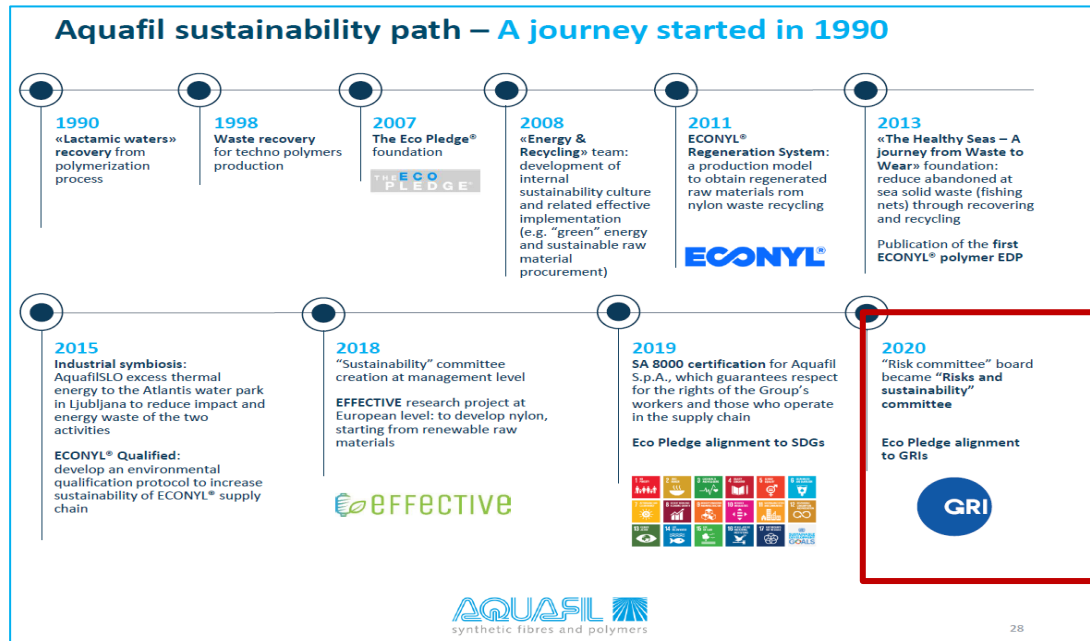 Aquafil sustainability path – A journey started in 1990
1990
«Lactamic waters»
recovery from
polymerization
process
1998
Waste recovery
for techno polymers
production
2007
The Eco Pledge®
foundation
THE ECO
PLEDGE®
2008
«Energy &
Recycling» team:
development of
internal
sustainability culture
and related effective
implementation
(e.g. “green” energy
and sustainable raw
material
procurement)
2011
ECONYL®
Regeneration System:
a production model
to obtain regenerated
raw materials rom
nylon waste recycling
ECONYL®
2013
«The Healthy Seas – A
journey from Waste to
Wear» foundation:
reduce abandoned at
sea solid waste (fishing
nets) through recovering
and recycling
Publication of the first
ECONYL® polymer EDP
2015
Industrial symbiosis:
AquafilSLO excess thermal
energy to the Atlantis water park
in Ljubljana to reduce impact and
energy waste of the two
activities
ECONYL® Qualified:
develop an environmental
qualification protocol to increase
sustainability of ECONYL® supply
chain
2018
“Sustainability” committee
creation at management level
EFFECTIVE research project at
European level: to develop nylon,
starting from renewable raw
materials
EFFECTIVE
2019
SA 8000 certification for Aquafil
S.p.A., which guarantees respect
for the rights of the Group’s
workers and those who operate
in the supply chain
Eco Pledge alignment to SDGs
GOALS
2020
“Risk committee” board
became “Risks and
sustainability”
committee
Eco Pledge alignment
to GRIs
GRI
AQUAFIL
synthetic fibres and polymers
28